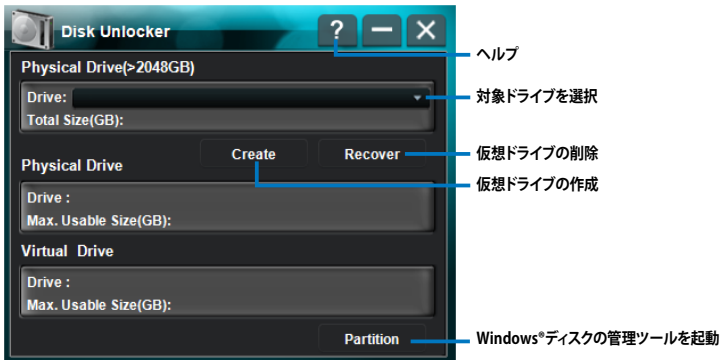 Disk Unlocker
?
ヘルプ
Physical Drive(>2048GB)
Drive:
対象ドライブを選択
Total Size(GB):
Create
Recover
仮想ドライブの削除
Physical Drive
仮想ドライブの作成
Drive :
Max. Usable Size(GB):
Virtual Drive
Drive :
Max. Usable Size(GB):
Partition
Windows®ディスクの管理ツールを起動